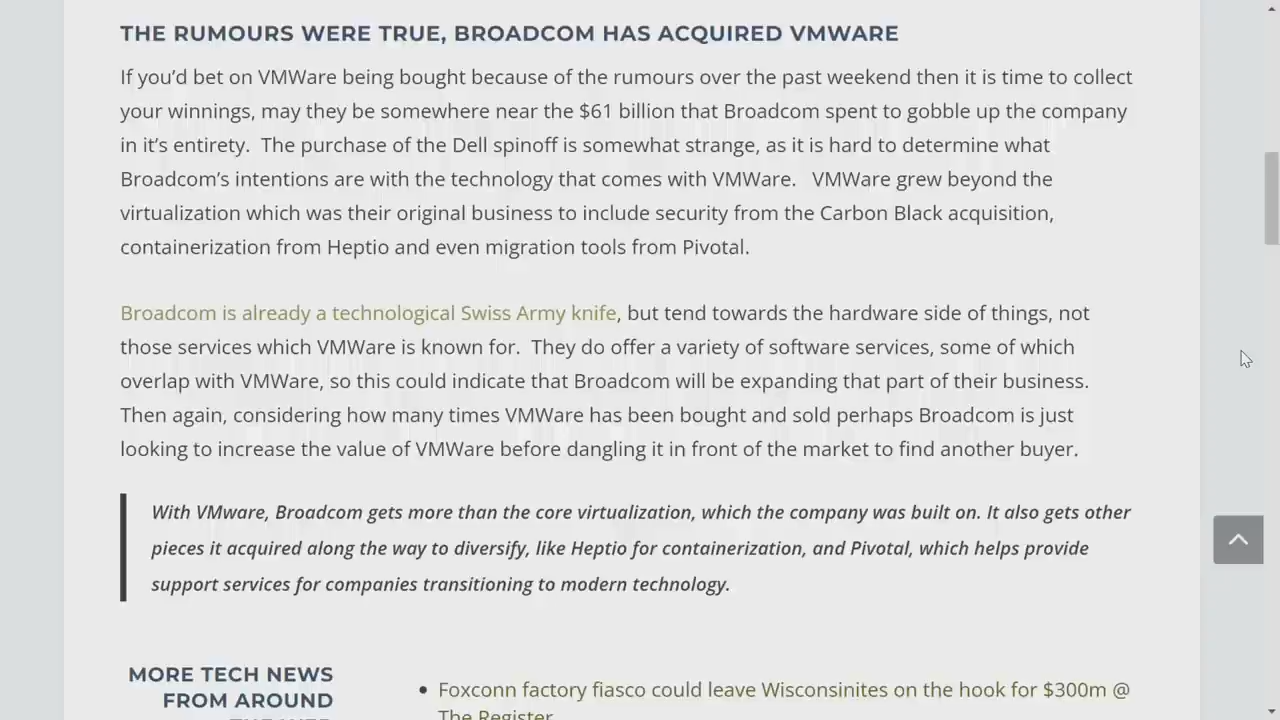 THE RUMOURS WERE TRUE, BROADCOM HAS ACQUIRED VMWARE
If you’d bet on VMWare being bought because of the rumours over the past weekend then it is time to collect
your winnings, may they be somewhere near the $61 billion that Broadcom spent to gobble up the company
in it’s entirety.  The purchase of the Dell spinoff is somewhat strange, as it is hard to determine what
Broadcom’s intentions are with the technology that comes with VMWare.   VMWare grew beyond the
virtualization which was their original business to include security from the Carbon Black acquisition,
containerization from Heptio and even migration tools from Pivotal.
Broadcom is already a technological Swiss Army knife, but tend towards the hardware side of things, not
those services which VMWare is known for.  They do offer a variety of software services, some of which
overlap with VMWare, so this could indicate that Broadcom will be expanding that part of their business.
Then again, considering how many times VMWare has been bought and sold perhaps Broadcom is just
looking to increase the value of VMWare before dangling it in front of the market to find another buyer.
With VMware, Broadcom gets more than the core virtualization, which the company was built on. It also gets other
pieces it acquired along the way to diversify, like Heptio for containerization, and Pivotal, which helps provide
support services for companies transitioning to modern technology.
MORE TECH NEWS
FROM AROUND
• Foxconn factory fiasco could leave Wisconsinites on the hook for $300m @
The Register